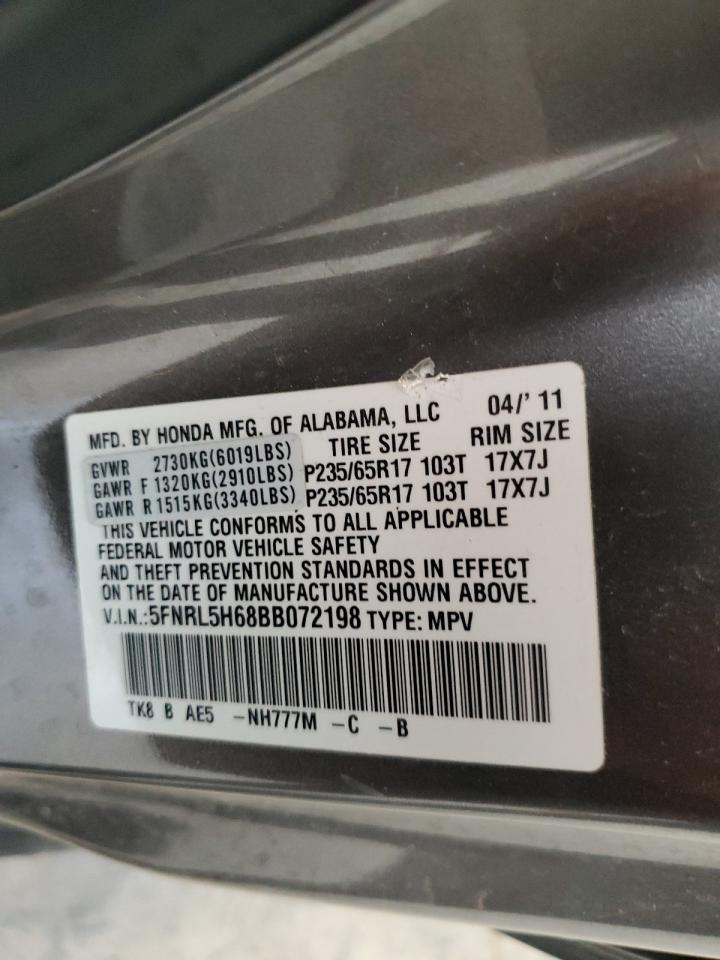 MFD. BY HONDA MFG. OF ALABAMA, LLC 04/'11
TIRE SIZE RIM SIZE
GVWR 2730KG(6019LBS)
GAWR F 1320KG(2910LBS) P235/65R17 103T 17X7J
GAWR R 1515KG(3340LBS) P235/65R17 103T 17X7J
THIS VEHICLE CONFORMS TO ALL APPLICABLE
FEDERAL MOTOR VEHICLE SAFETY
AND THEFT PREVENTION STANDARDS IN EFFECT
ON THE DATE OF MANUFACTURE SHOWN ABOVE.
V.I.N.:5FNRL5H68BB072198 TYPE: MPV
TK8 B AE5 -NH777M -C -B